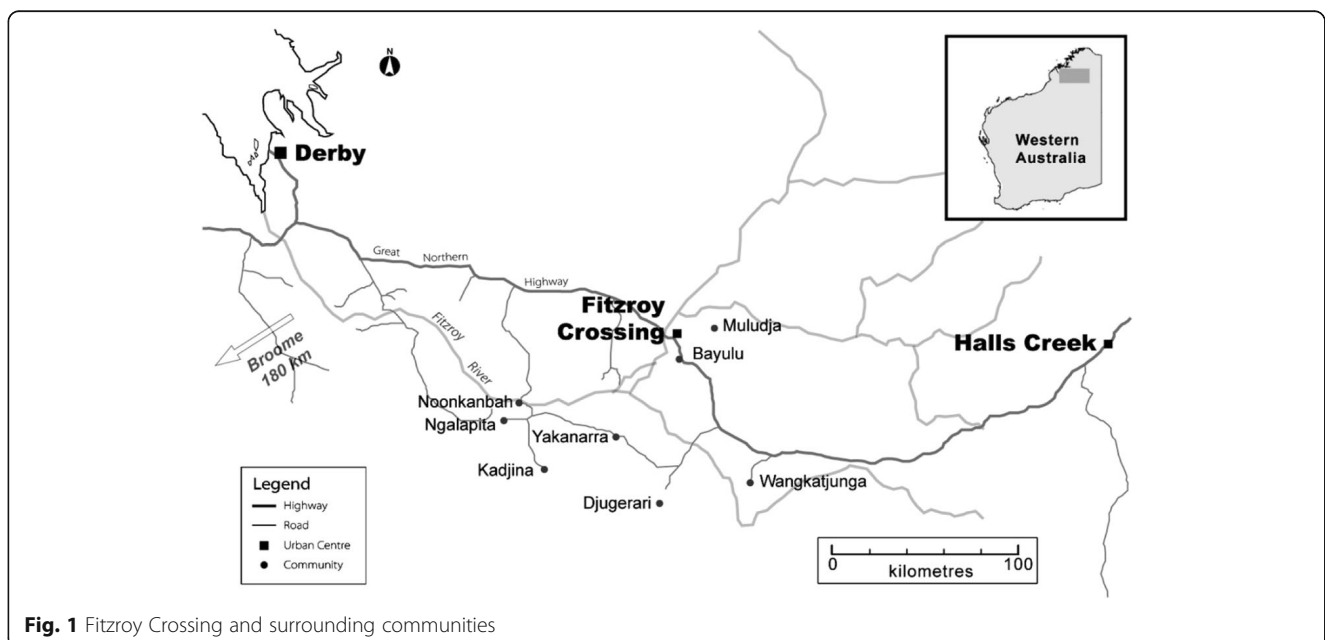 N
Derby
Western
Australia
Great Northern Highway
Fitzroy
Crossing
Muludja
Bayulu
Halls Creek
Broome
180 km
Fitzroy
River
Noonkanbah
Ngalapita
Yakanarra
Kadjina
Djugerari
Wangkatjunga
Legend
Highway
Road
Urban Centre
Community
0 100
kilometres
Fig. 1 Fitzroy Crossing and surrounding communities